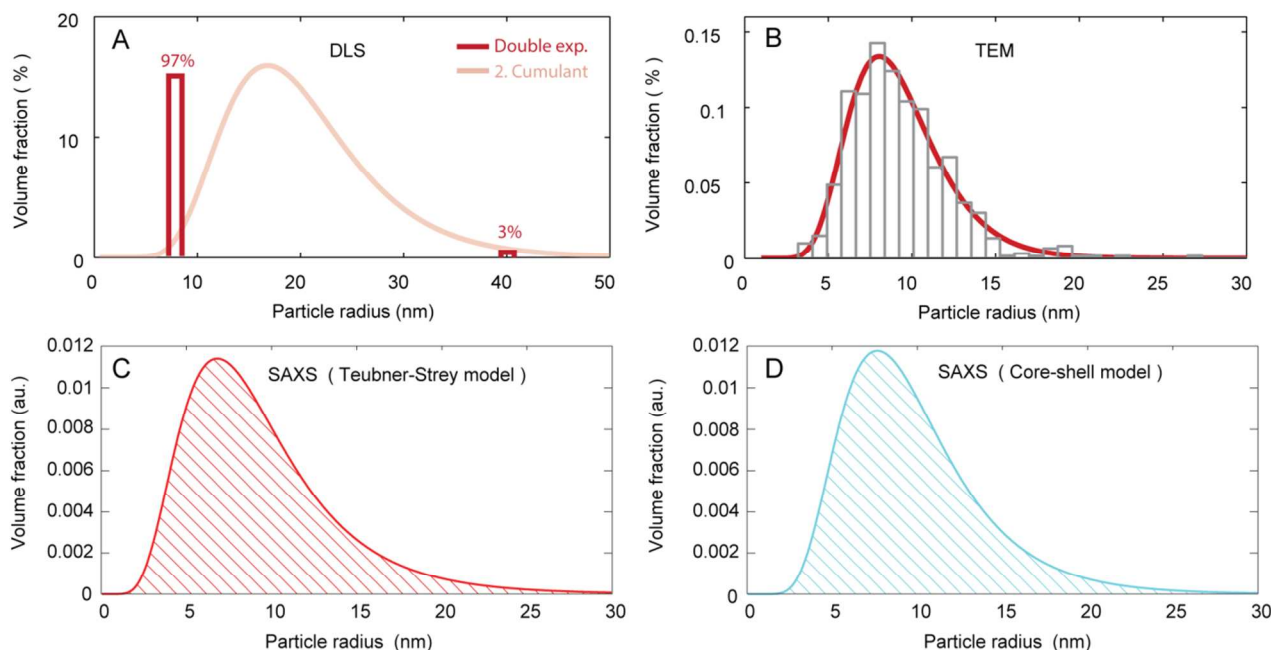 A
DLS
Double exp.
2. Cumulant
97%
3%
Volume fraction ( % )
20
10
0
0 10 20 30 40 50
Particle radius (nm)
B
TEM
Volume fraction ( % )
0.15
0.1
0.05
0
0 5 10 15 20 25 30
Particle radius (nm)
C
SAXS ( Teubner-Strey model )
Volume fraction (au.)
0.012
0.01
0.008
0.006
0.004
0.002
0
0 5 10 15 20 25 30
Particle radius (nm)
D
SAXS ( Core-shell model )
Volume fraction (au.)
0.012
0.01
0.008
0.006
0.004
0.002
0
0 5 10 15 20 25 30
Particle radius (nm)